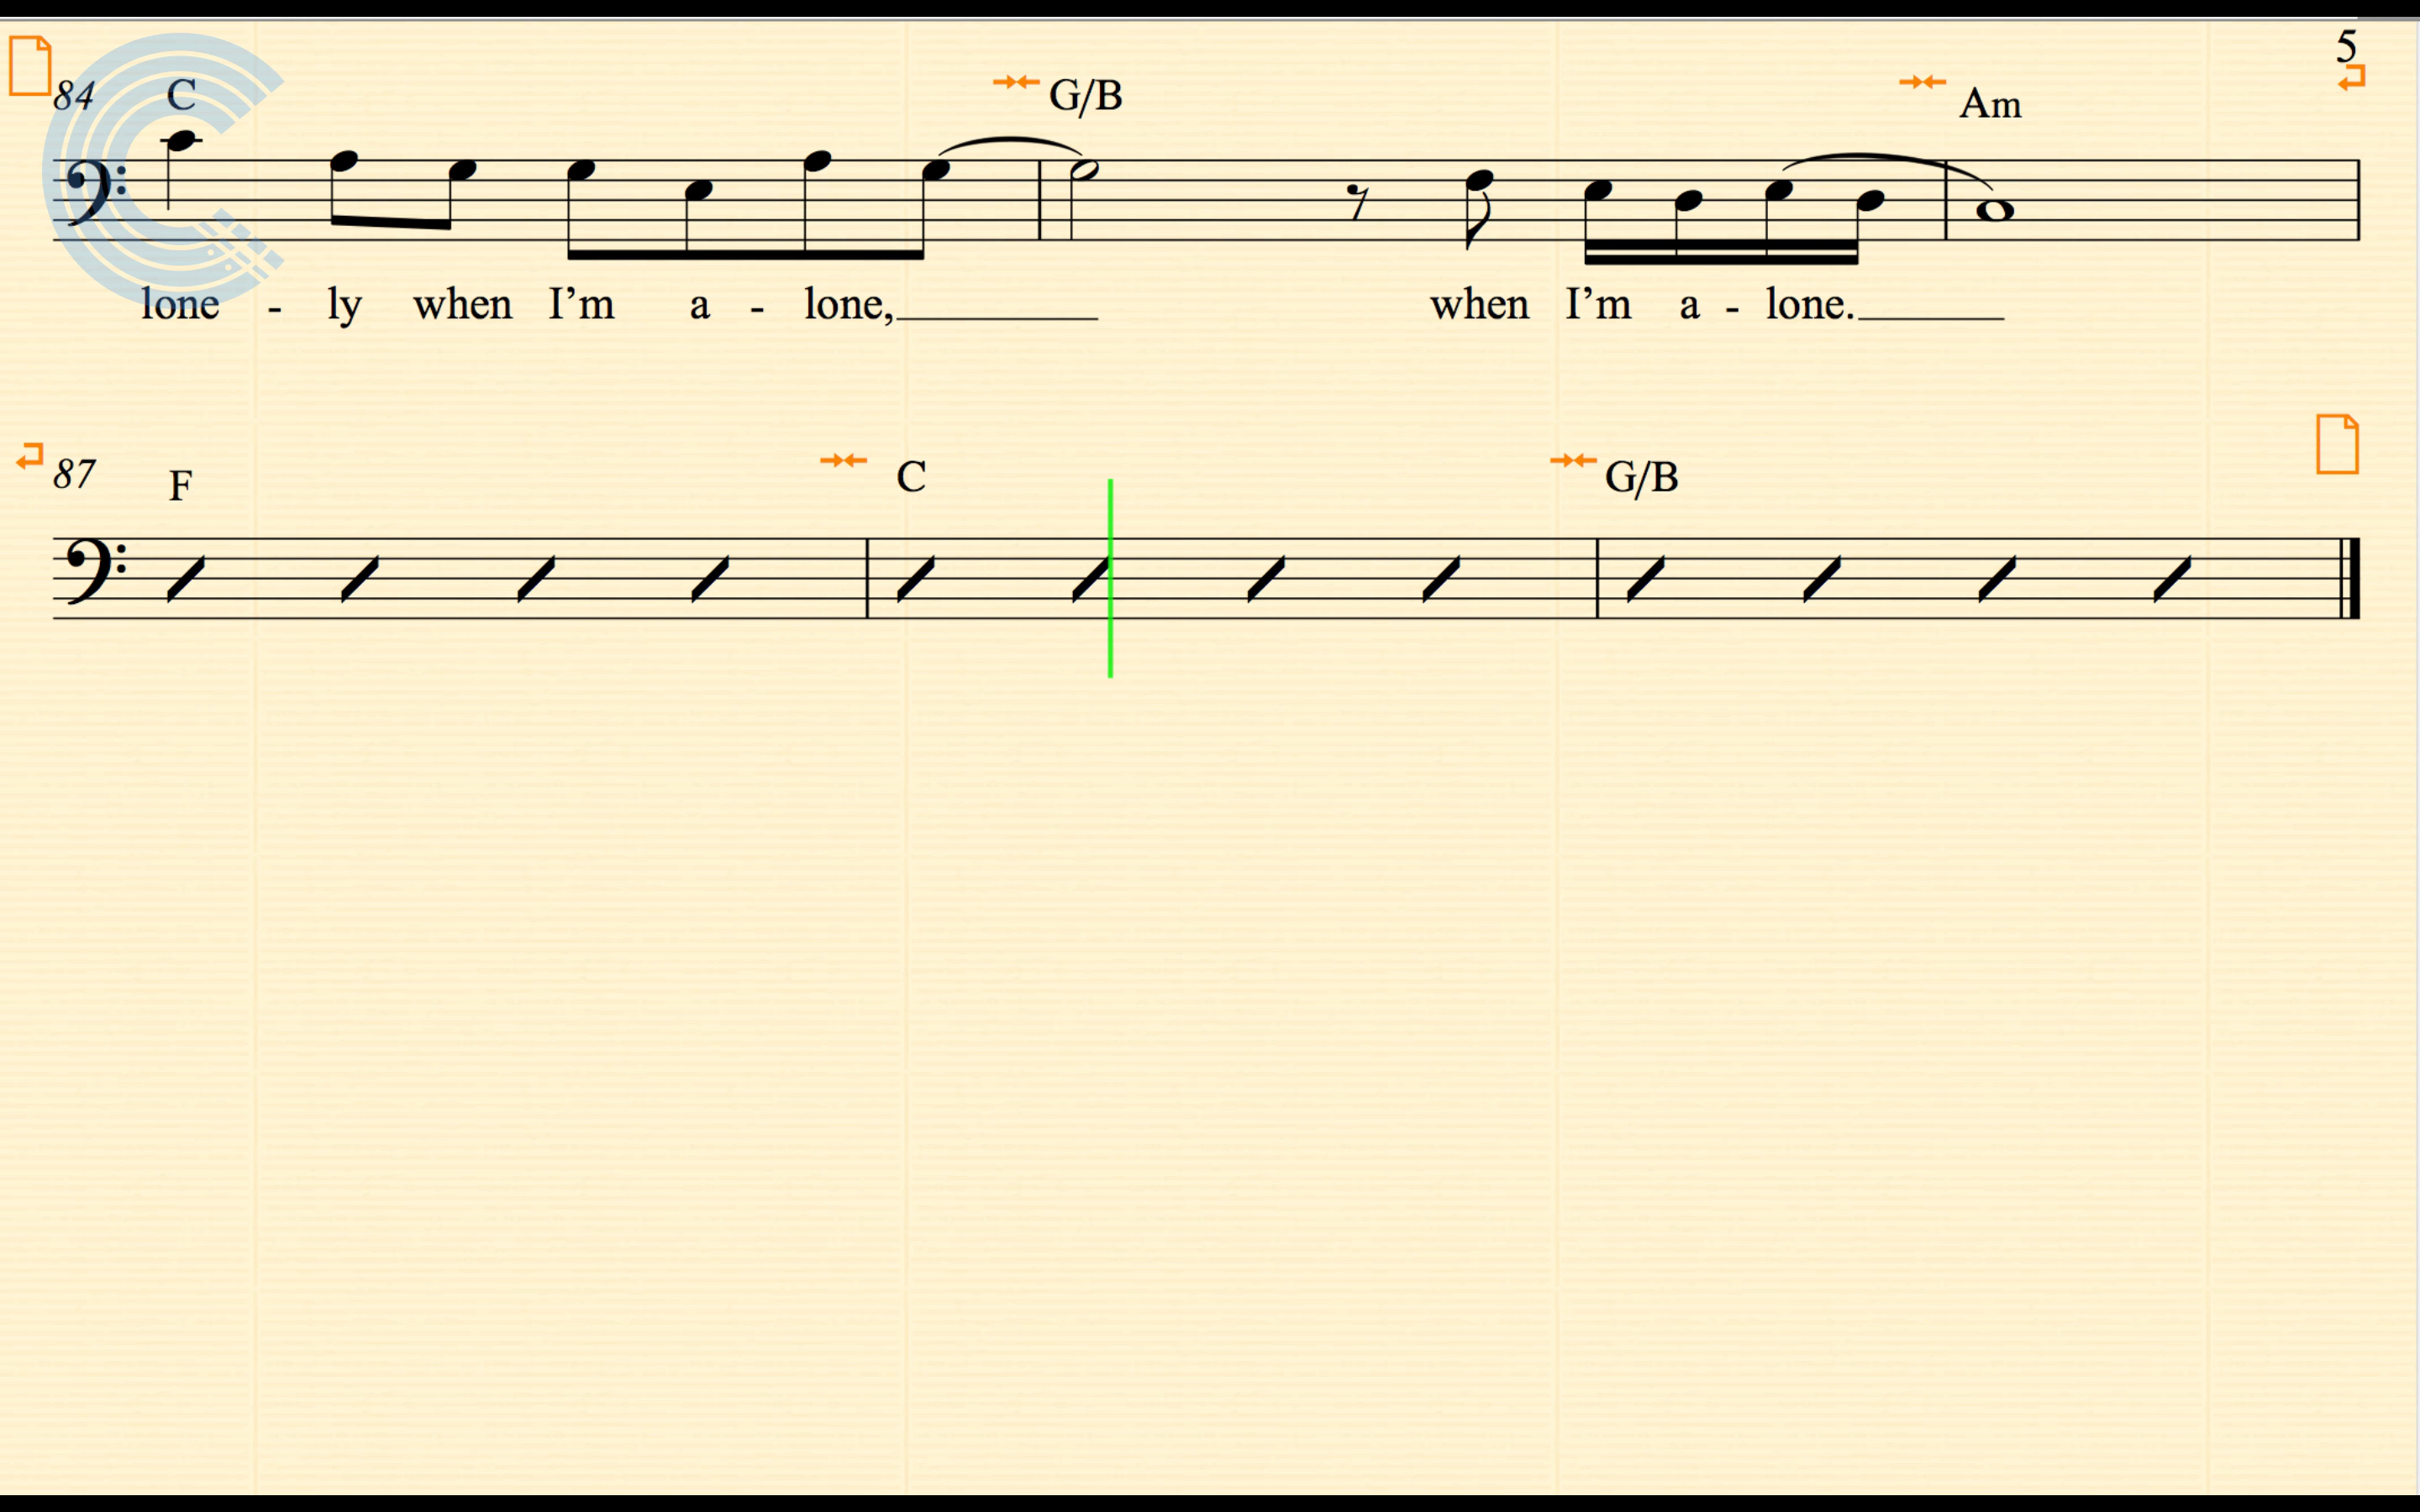 5
84 C G/B Am
lone - ly when I’m a - lone, when I’m a - lone.
87 F C G/B